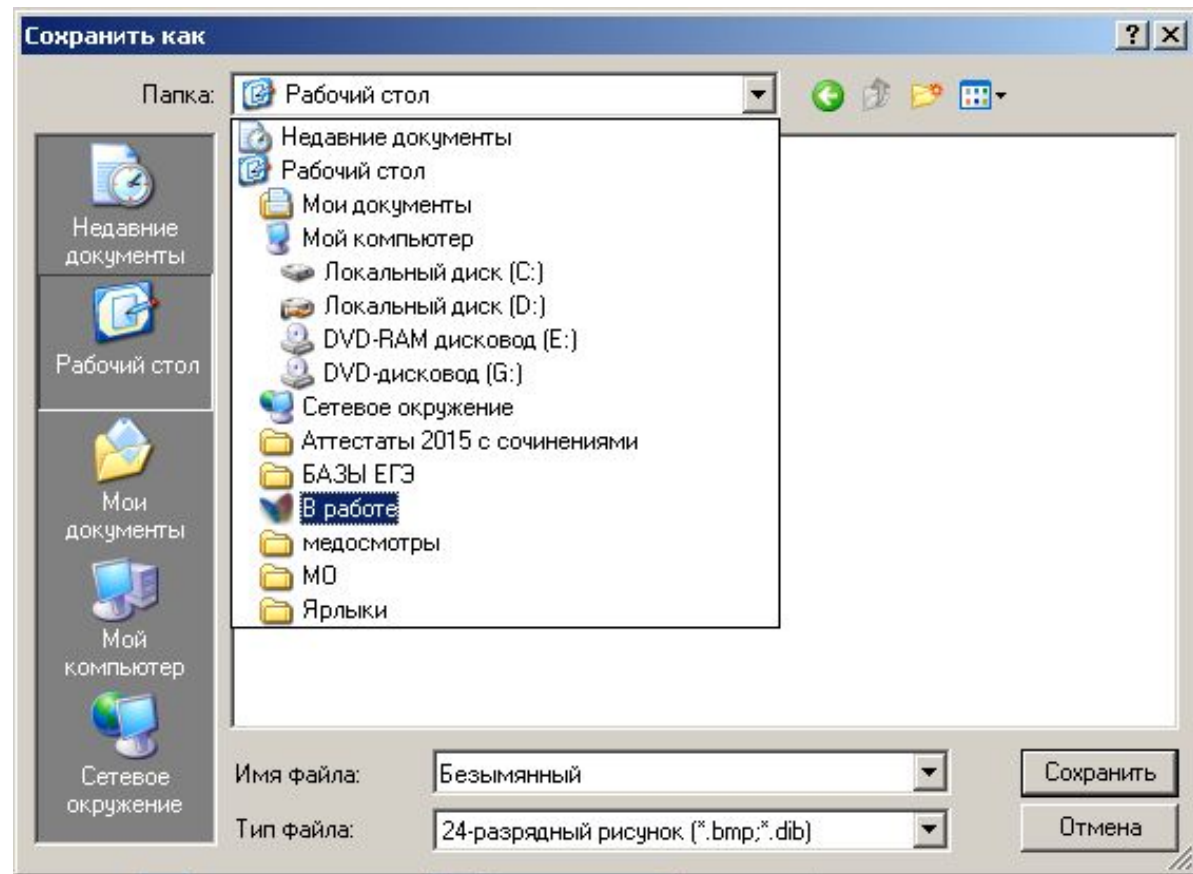 Сохранить как
Папка:
Рабочий стол
Недавние документы
Рабочий стол
Мои документы
Мой компьютер
Локальный диск (C:)
Локальный диск (D:)
DVD-RAM дисковод (E:)
DVD-дисковод (G:)
Сетевое окружение
Аттестаты 2015 с сочинениями
БАЗЫ ЕГЭ
В работе
медосмотры
МО
Ярлыки
Недавние
документы
Рабочий стол
Мои
документы
Мой
компьютер
Сетевое
окружение
Имя файла:
Безымянный
Сохранить
Тип файла:
24-разрядный рисунок (*.bmp;*.dib)
Отмена